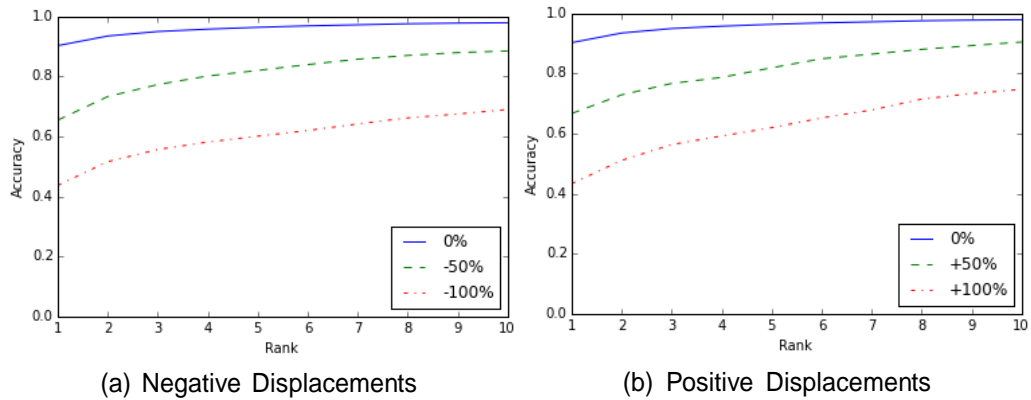 1.0
0.8
0.6
0.4
0.2
0.0
Accuracy
1 2 3 4 5 6 7 8 9 10
Rank
0%
-50%
-100%
(a) Negative Displacements
1.0
0.8
0.6
0.4
0.2
0.0
Accuracy
1 2 3 4 5 6 7 8 9 10
Rank
0%
+50%
+100%
(b) Positive Displacements